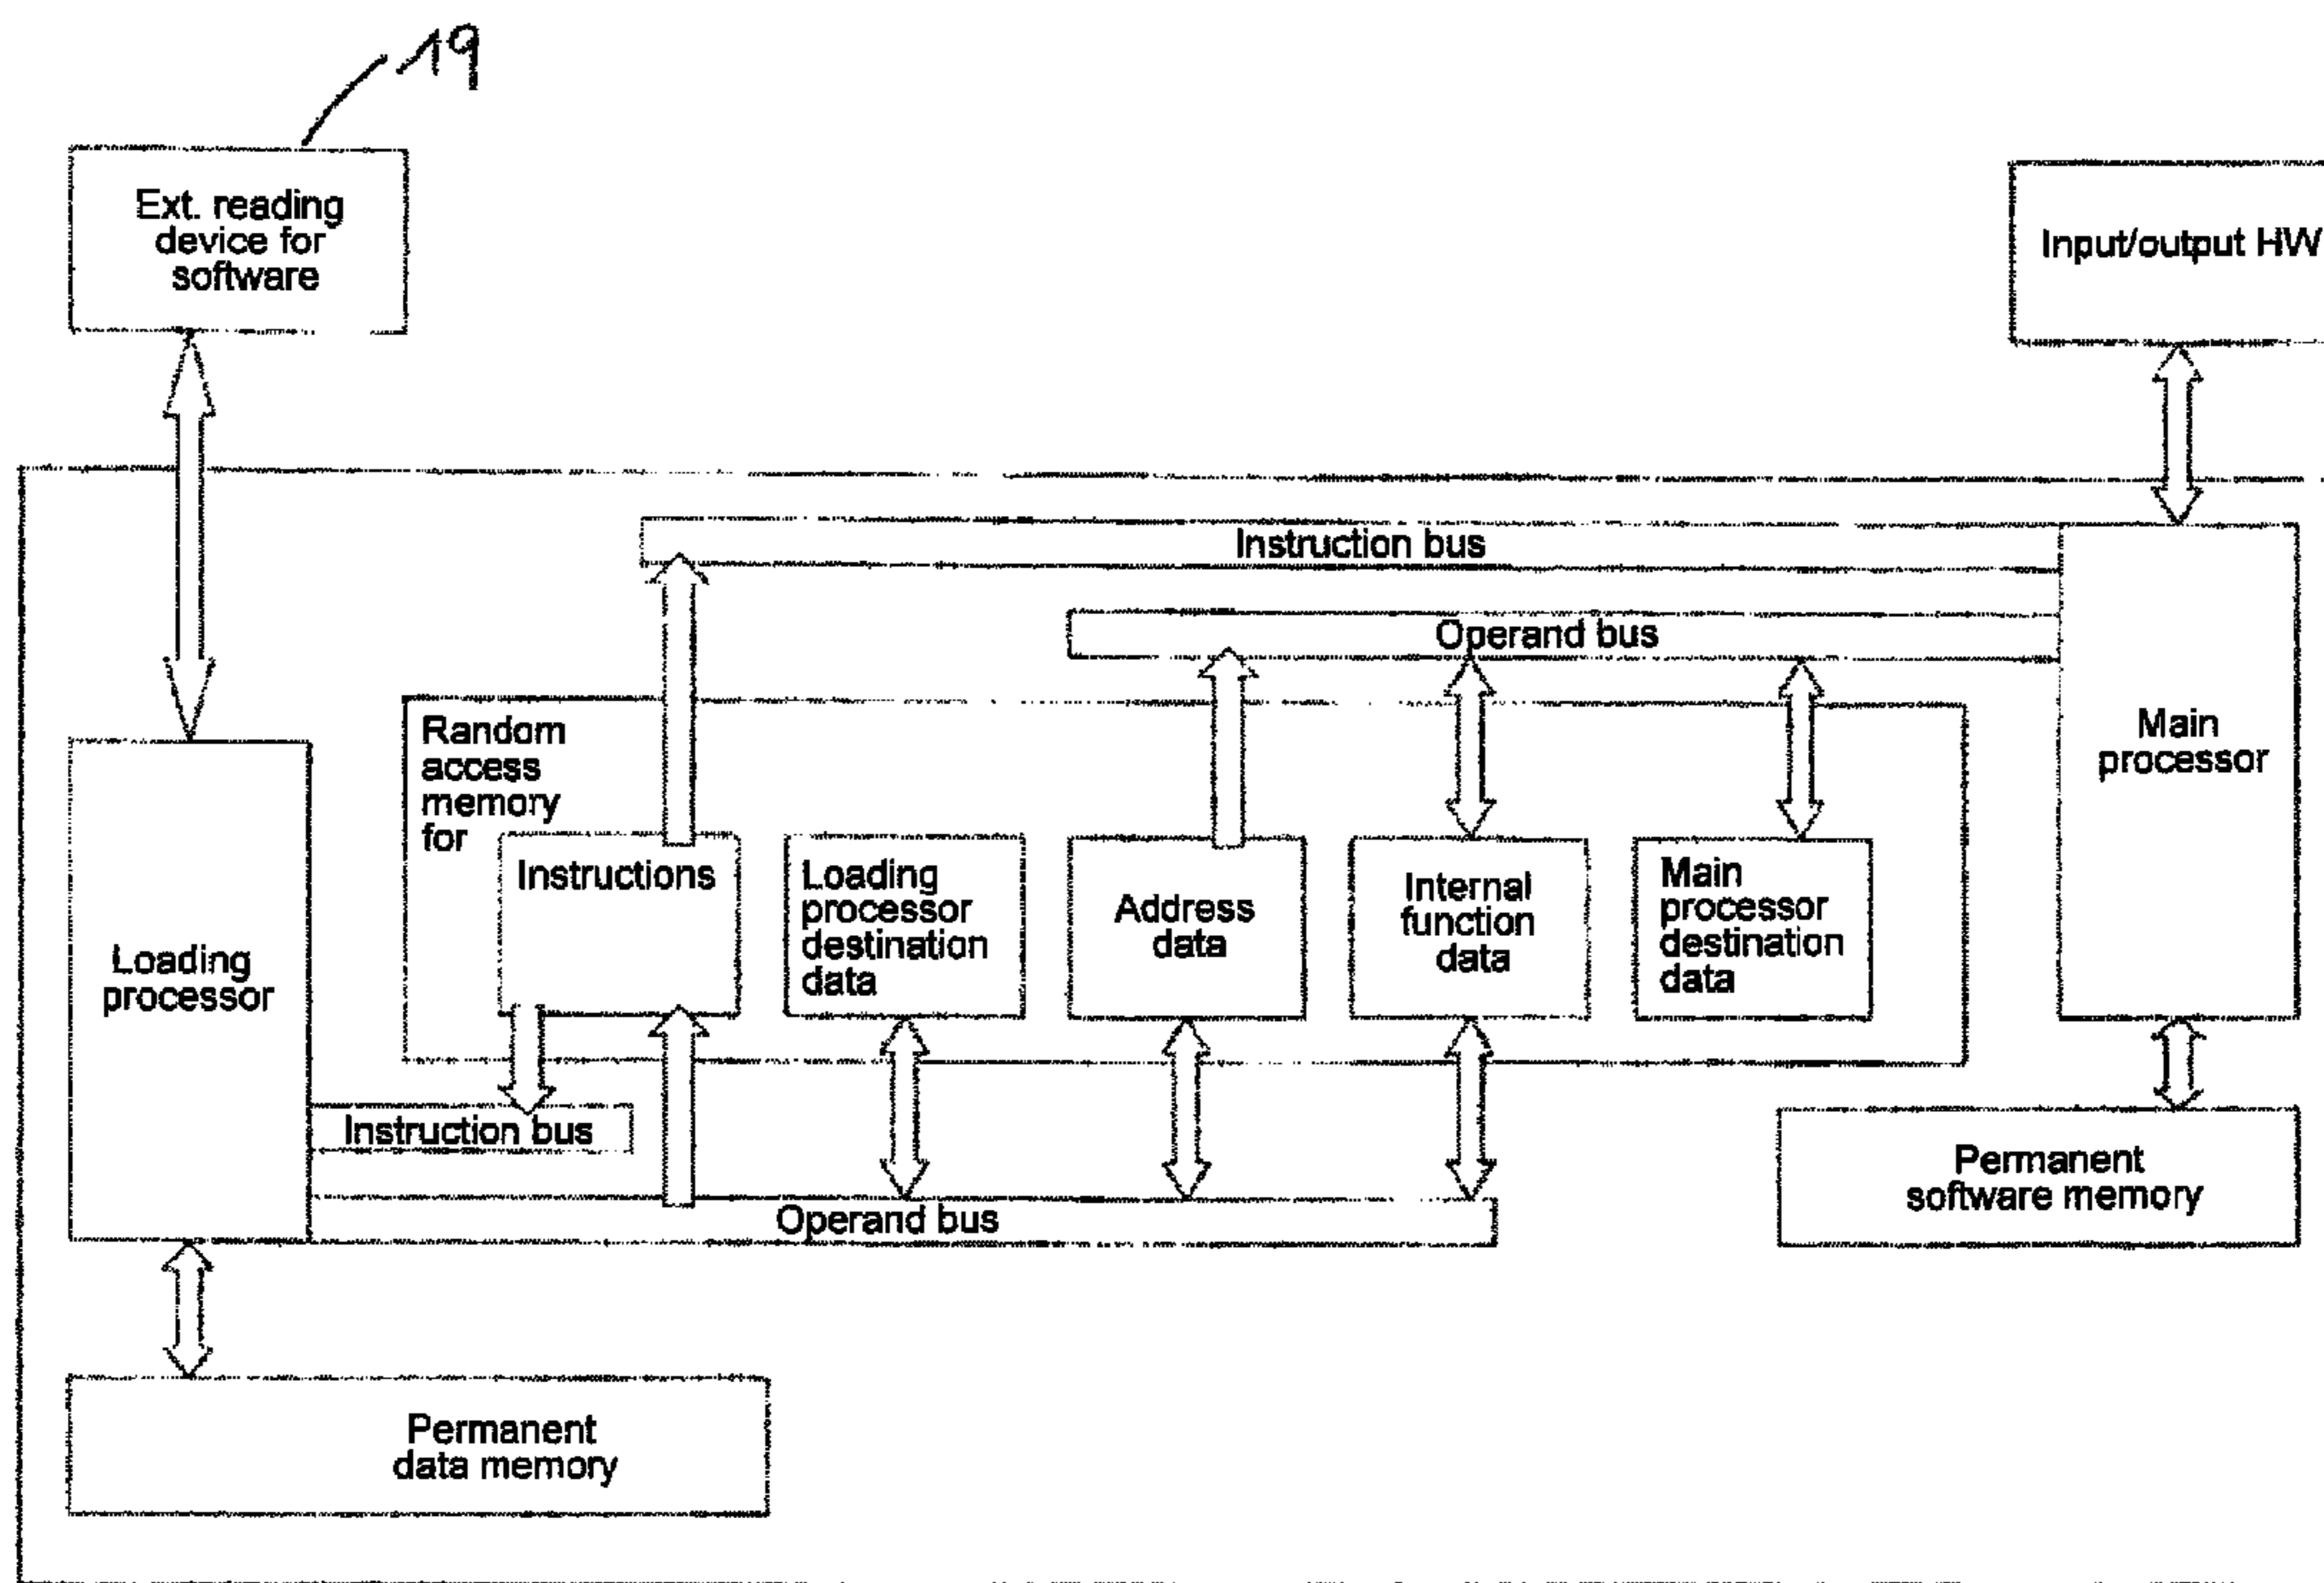 19
Ext. reading
device for
software
Input/output HW
Instruction bus
Operand bus
Random
access
memory
for
Main
processor
Instructions
Loading
processor
destination
data
Address
data
Internal
function
data
Main
processor
destination
data
Loading
processor
Instruction bus
Operand bus
Permanent
software memory
Permanent
data memory